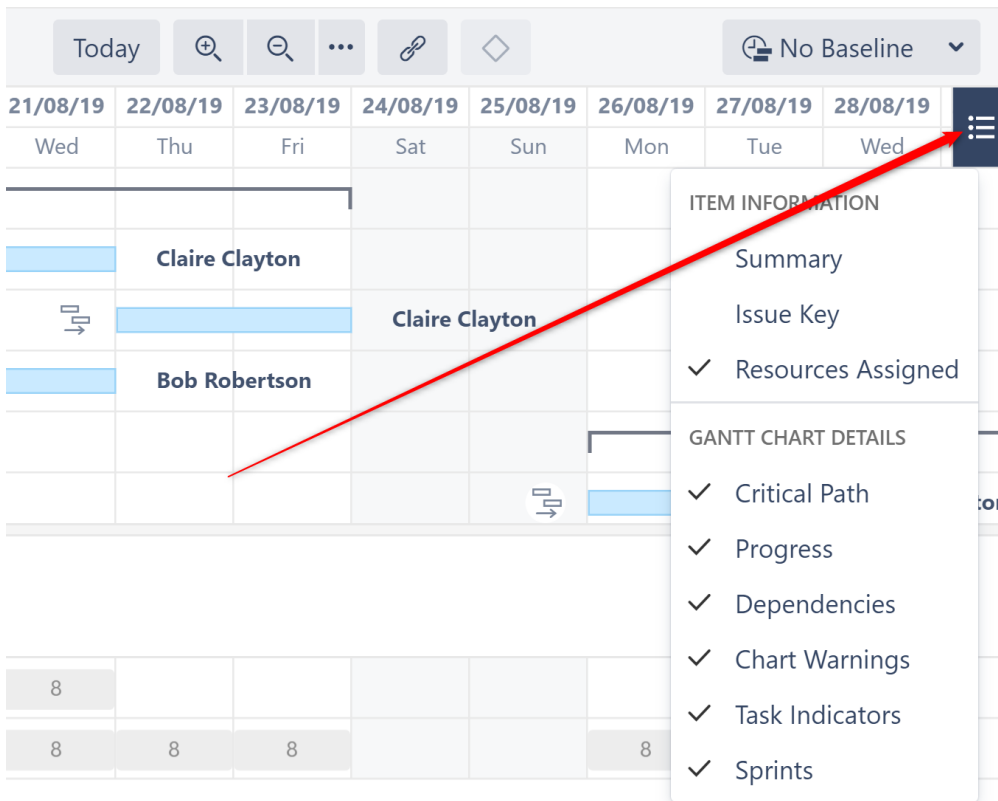 Today
No Baseline
21/08/19 22/08/19 23/08/19 24/08/19 25/08/19 26/08/19 27/08/19 28/08/19
Wed Thu Fri Sat Sun Mon Tue Wed
ITEM INFORMATION
Claire Clayton
Summary
Issue Key
Claire Clayton
Resources Assigned
Bob Robertson
GANTT CHART DETAILS
Critical Path
Progress
Dependencies
Chart Warnings
8
Task Indicators
8 8 8 8
Sprints